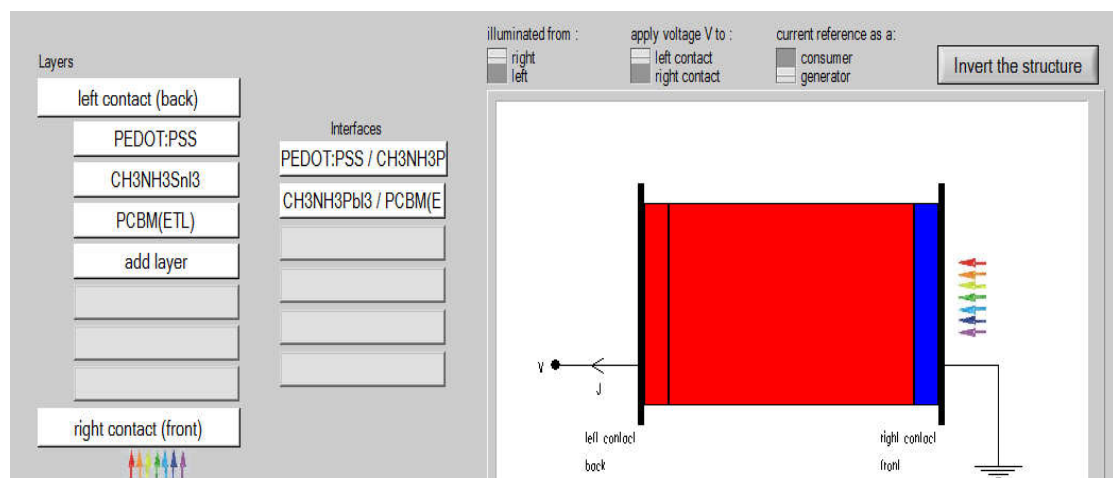 Layers
left contact (back)
PEDOT:PSS
CH3NH3SnI3
PCBM(ETL)
add layer
right contact (front)
Interfaces
PEDOT:PSS / CH3NH3P
CH3NH3PbI3 / PCBM(E
illuminated from :
right
left
apply voltage V to :
left contact
right contact
current reference as a:
consumer
generator
Invert the structure
V
J
left contact
back
right contact
front